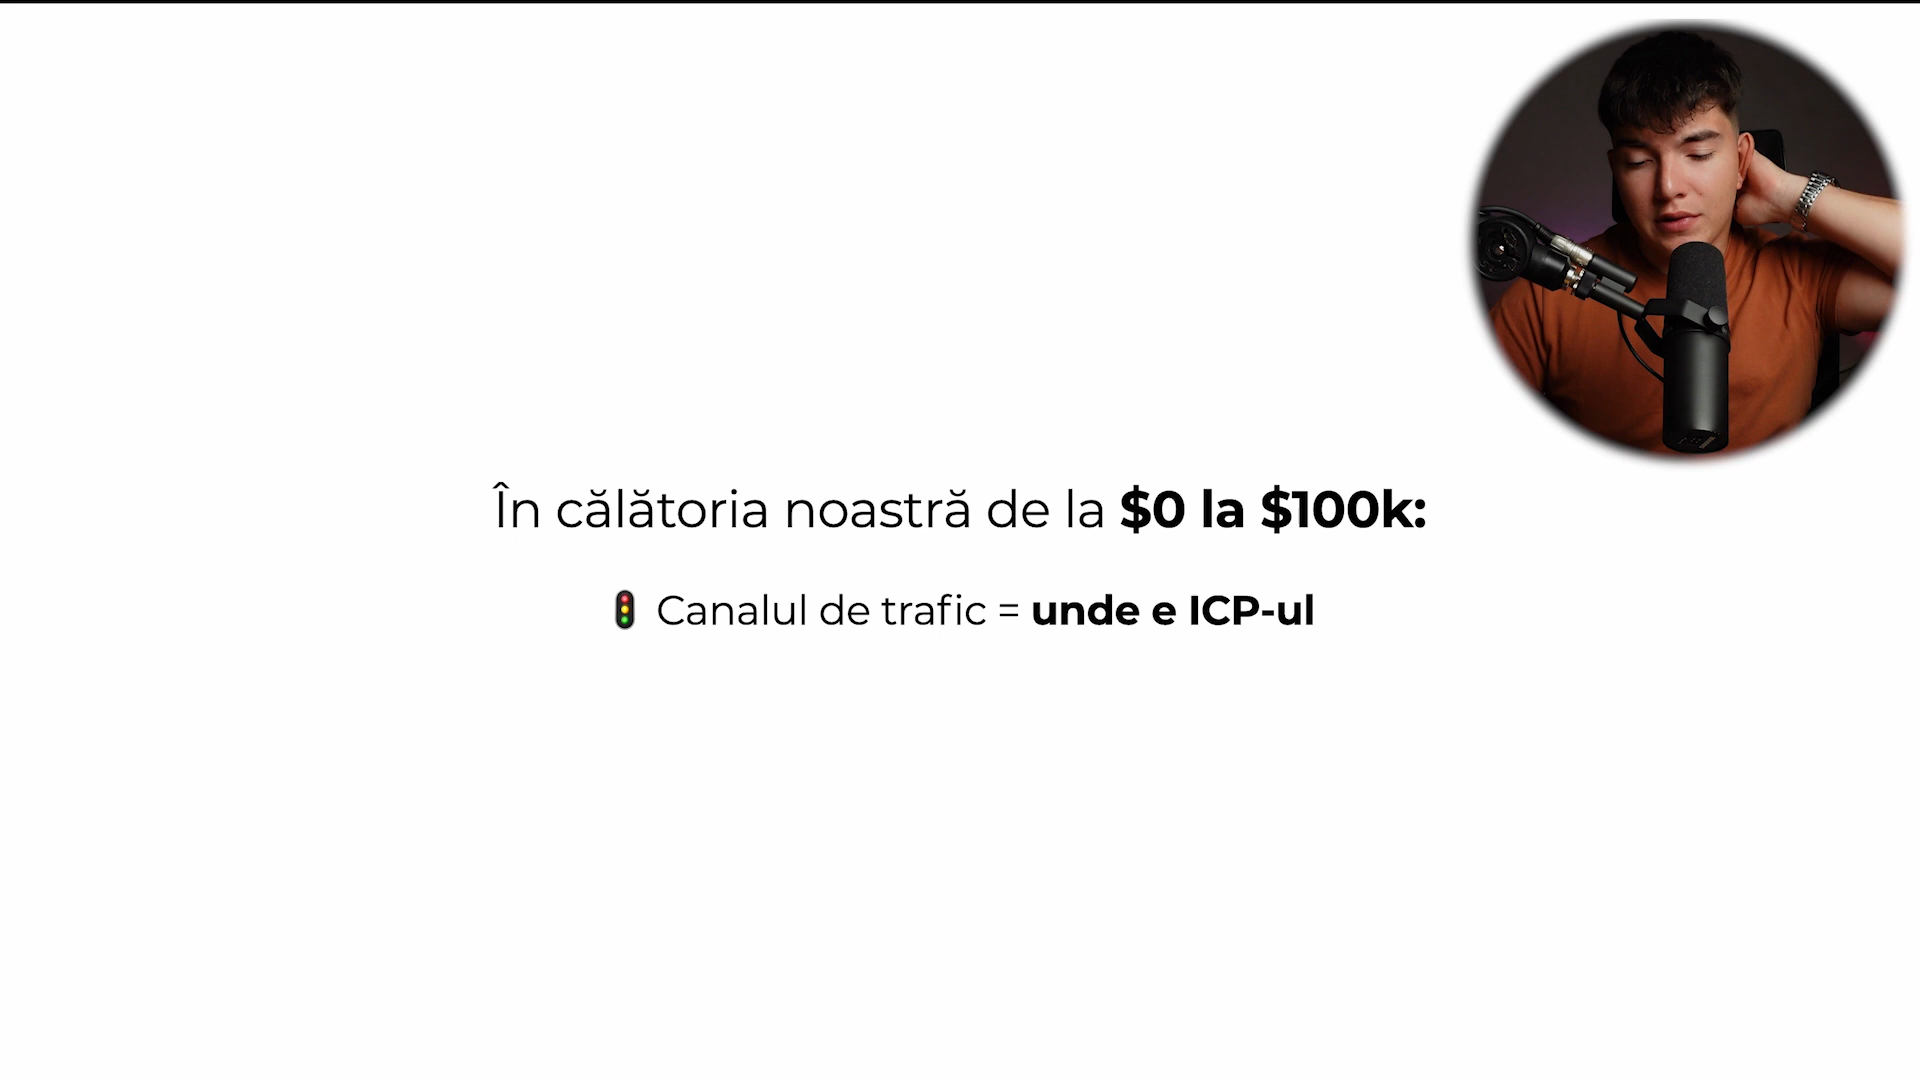 În călătoria noastră de la $0 la $100k:
🚦 Canalul de trafic = unde e ICP-ul